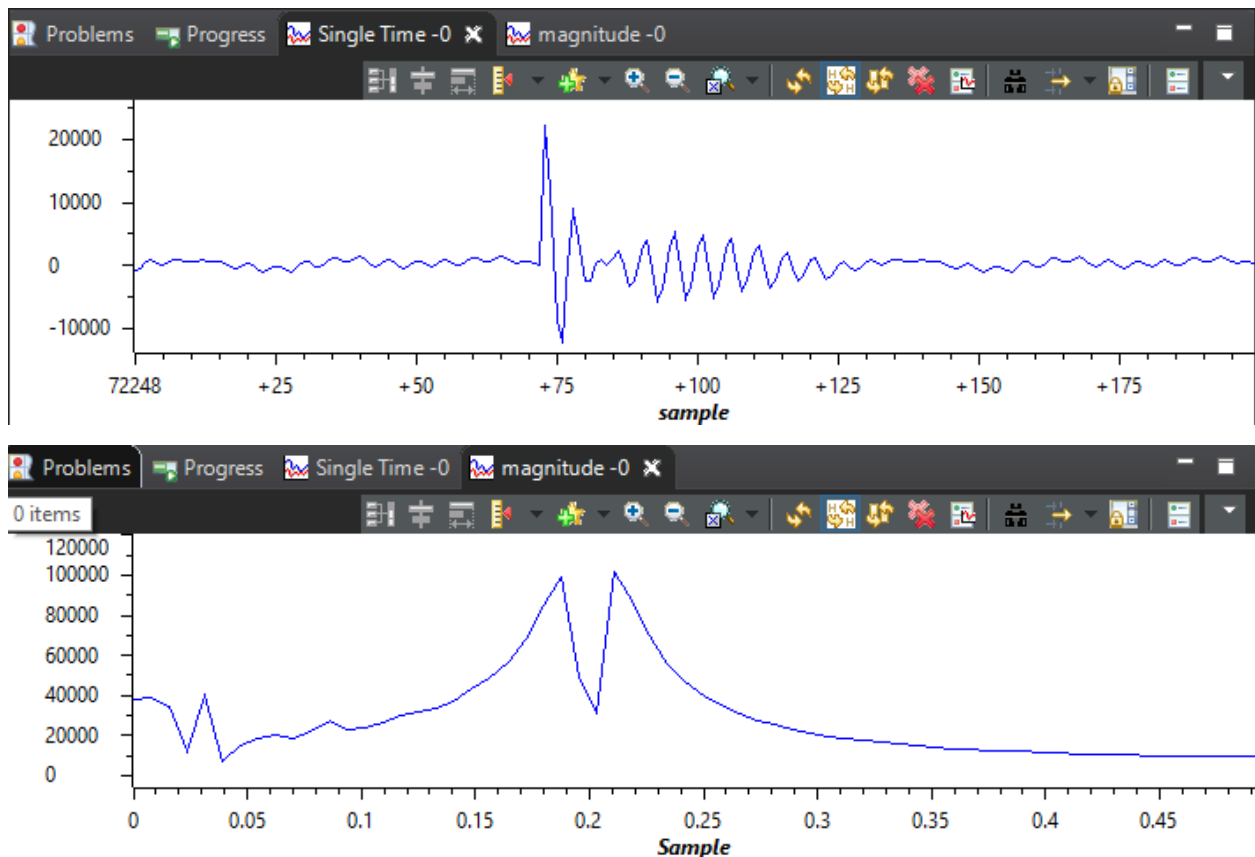 Problems Progress Single Time -0 magnitude -0
20000
10000
0
-10000
72248 +25 +50 +75 +100 +125 +150 +175
sample
Problems Progress Single Time -0 magnitude -0
0 items
120000
100000
80000
60000
40000
20000
0
0 0.05 0.1 0.15 0.2 0.25 0.3 0.35 0.4 0.45
Sample